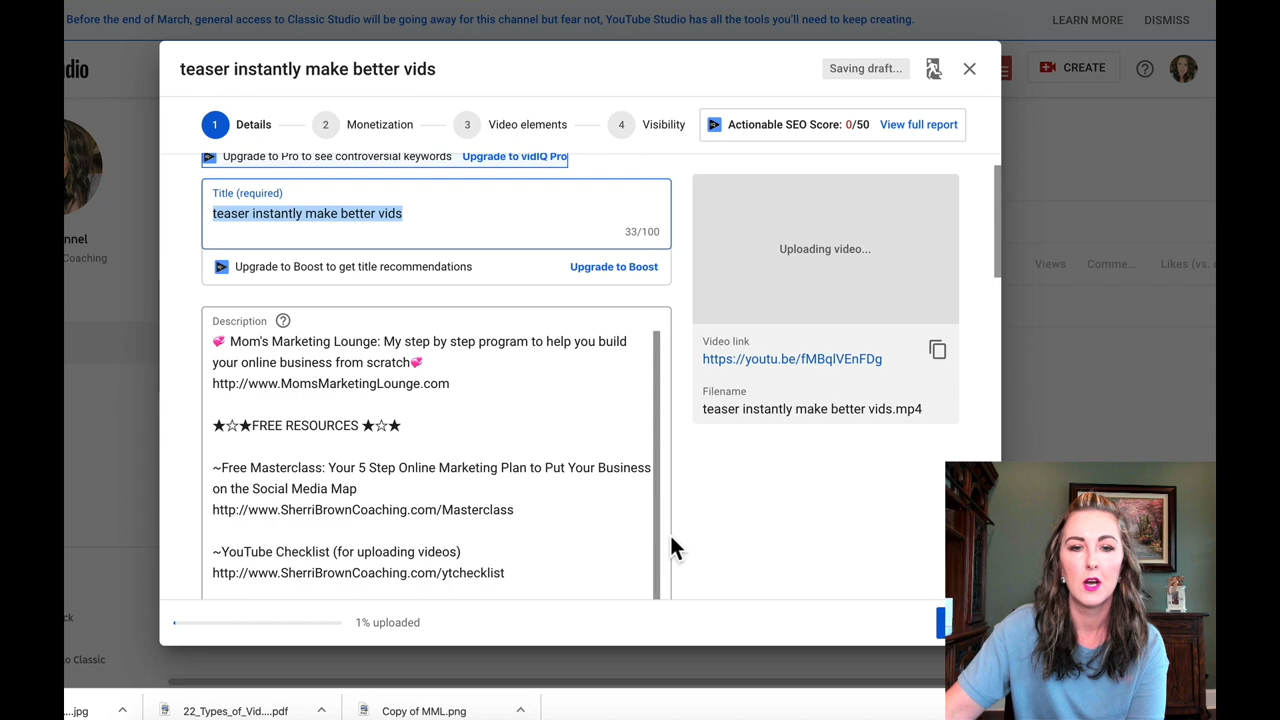 Before the end of March, general access to Classic Studio will be going away for this channel but fear not, YouTube Studio has all the tools you'll need to keep creating.
LEARN MORE
DISMISS
teaser instantly make better vids
Saving draft...
CREATE
1 Details
2 Monetization
3 Video elements
4 Visibility
Actionable SEO Score: 0/50 View full report
Upgrade to Pro to see controversial keywords Upgrade to vidIQ Pro
Title (required)
teaser instantly make better vids
33/100
Upgrade to Boost to get title recommendations
Upgrade to Boost
Uploading video...
Description
💞 Mom's Marketing Lounge: My step by step program to help you build
your online business from scratch💞
http://www.MomsMarketingLounge.com
★☆★FREE RESOURCES ★☆★
~Free Masterclass: Your 5 Step Online Marketing Plan to Put Your Business
on the Social Media Map
http://www.SherriBrownCoaching.com/Masterclass
~YouTube Checklist (for uploading videos)
http://www.SherriBrownCoaching.com/ytchecklist
Video link
https://youtu.be/fMBqlVEnFDg
Filename
teaser instantly make better vids.mp4
1% uploaded
Coaching
Views
Comme...
Likes (vs.
to Classic
....jpg
22_Types_of_Vid....pdf
Copy of MML.png